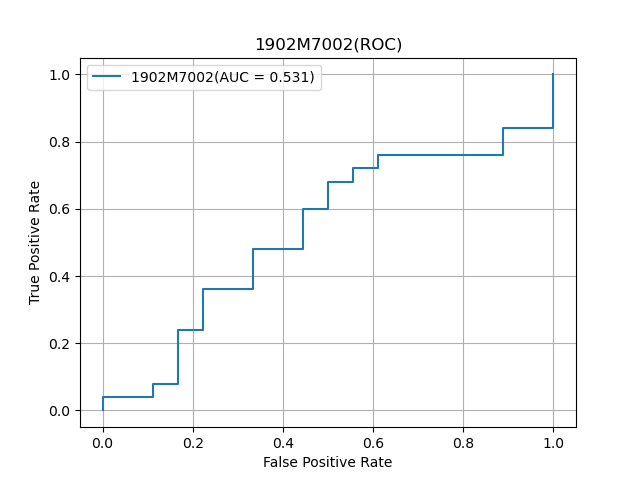 1902M7002(ROC)
1902M7002(AUC = 0.531)
True Positive Rate
1.0
0.8
0.6
0.4
0.2
0.0
0.0 0.2 0.4 0.6 0.8 1.0
False Positive Rate